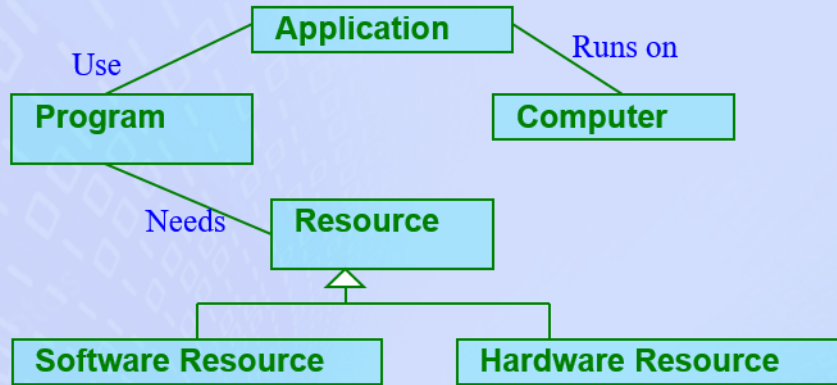 Application
Runs on
Use
Program
Computer
Needs
Resource
Software Resource
Hardware Resource